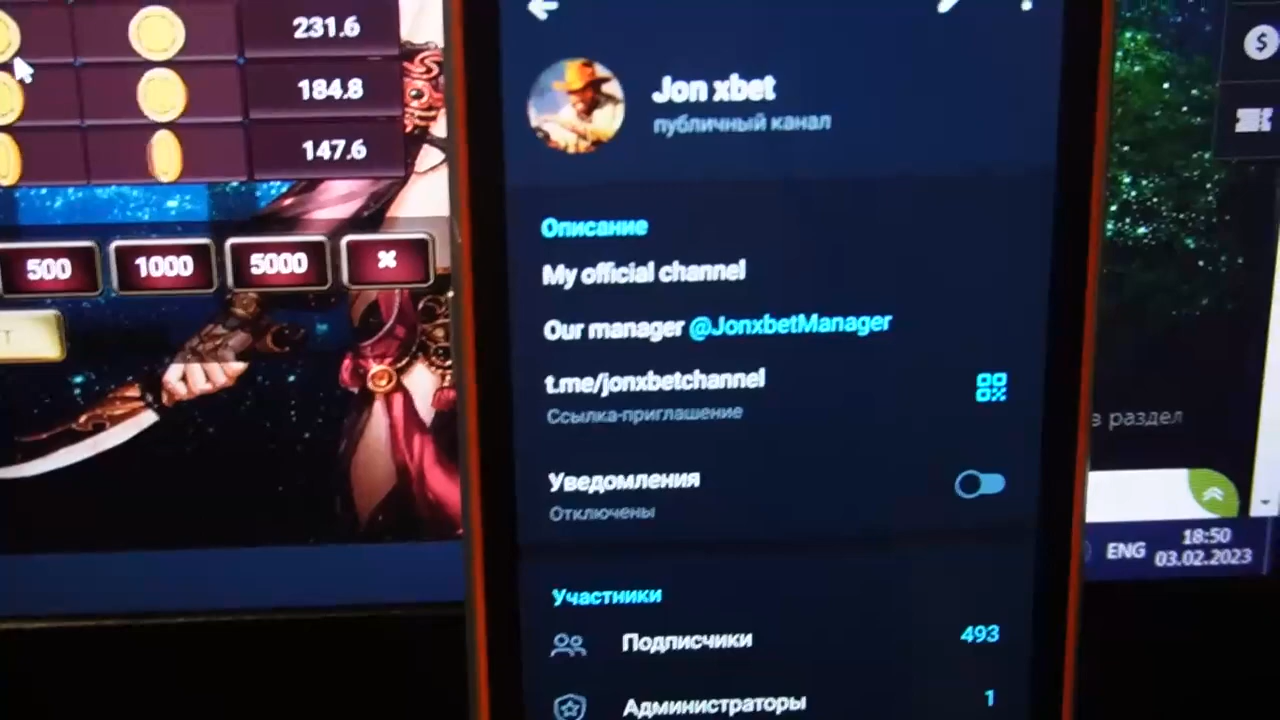 231.6
184.8
147.6
500
1000
5000
Jon xbet
публичный канал
Описание
My official channel
Our manager @JonxbetManager
t.me/jonxbetchannel
Ссылка-приглашение
Уведомления
Отключены
Участники
Подписчики
493
Администраторы
1
в раздел
ENG
18:50
03.02.2023